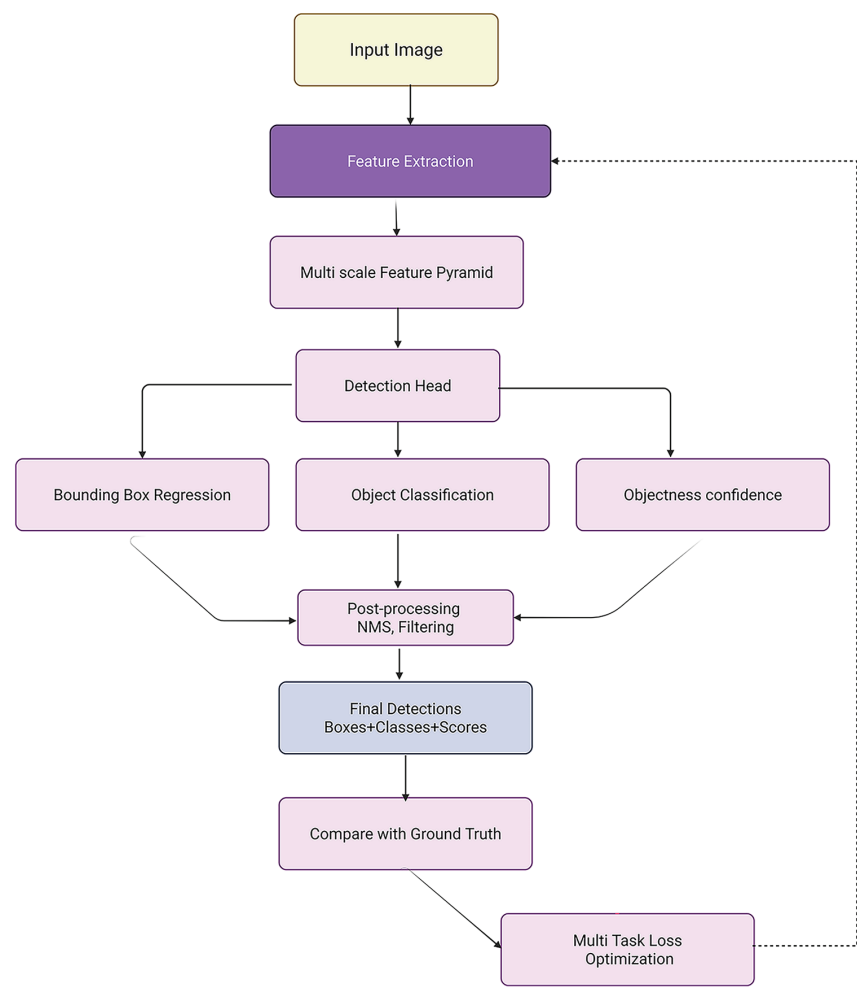 Input Image
Feature Extraction
Multi scale Feature Pyramid
Detection Head
Bounding Box Regression
Object Classification
Objectness confidence
Post-processing
NMS, Filtering
Final Detections
Boxes+Classes+Scores
Compare with Ground Truth
Multi Task Loss
Optimization